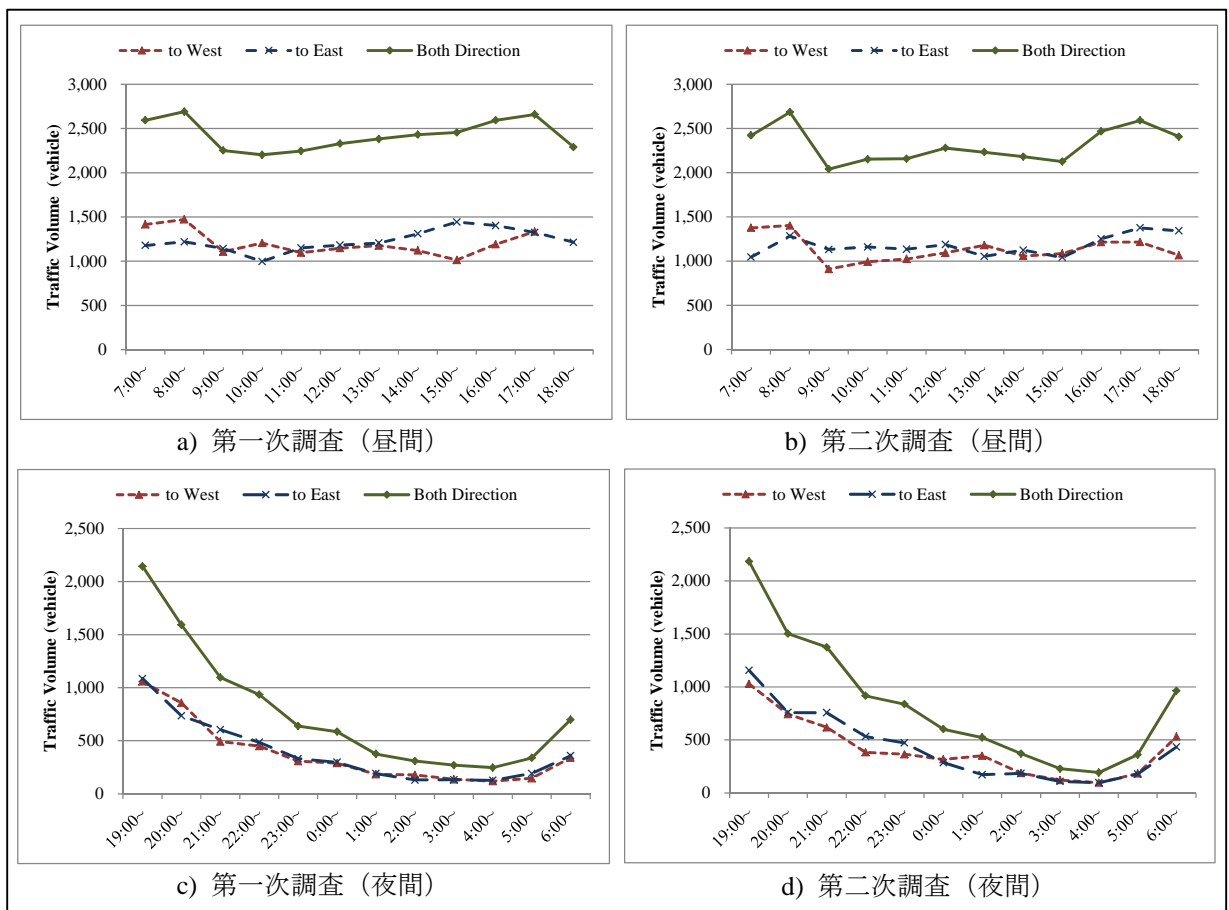 to West to East Both Direction
Traffic Volume (vehicle)
3,000
2,500
2,000
1,500
1,000
500
0
7:00~ 8:00~ 9:00~ 10:00~ 11:00~ 12:00~ 13:00~ 14:00~ 15:00~ 16:00~ 17:00~ 18:00~
a) 第一次調査（昼間）
to West to East Both Direction
Traffic Volume (vehicle)
3,000
2,500
2,000
1,500
1,000
500
0
7:00~ 8:00~ 9:00~ 10:00~ 11:00~ 12:00~ 13:00~ 14:00~ 15:00~ 16:00~ 17:00~ 18:00~
b) 第二次調査（昼間）
to West to East Both Direction
Traffic Volume (vehicle)
2,500
2,000
1,500
1,000
500
0
19:00~ 20:00~ 21:00~ 22:00~ 23:00~ 0:00~ 1:00~ 2:00~ 3:00~ 4:00~ 5:00~ 6:00~
c) 第一次調査（夜間）
to West to East Both Direction
Traffic Volume (vehicle)
2,500
2,000
1,500
1,000
500
0
19:00~ 20:00~ 21:00~ 22:00~ 23:00~ 0:00~ 1:00~ 2:00~ 3:00~ 4:00~ 5:00~ 6:00~
d) 第二次調査（夜間）